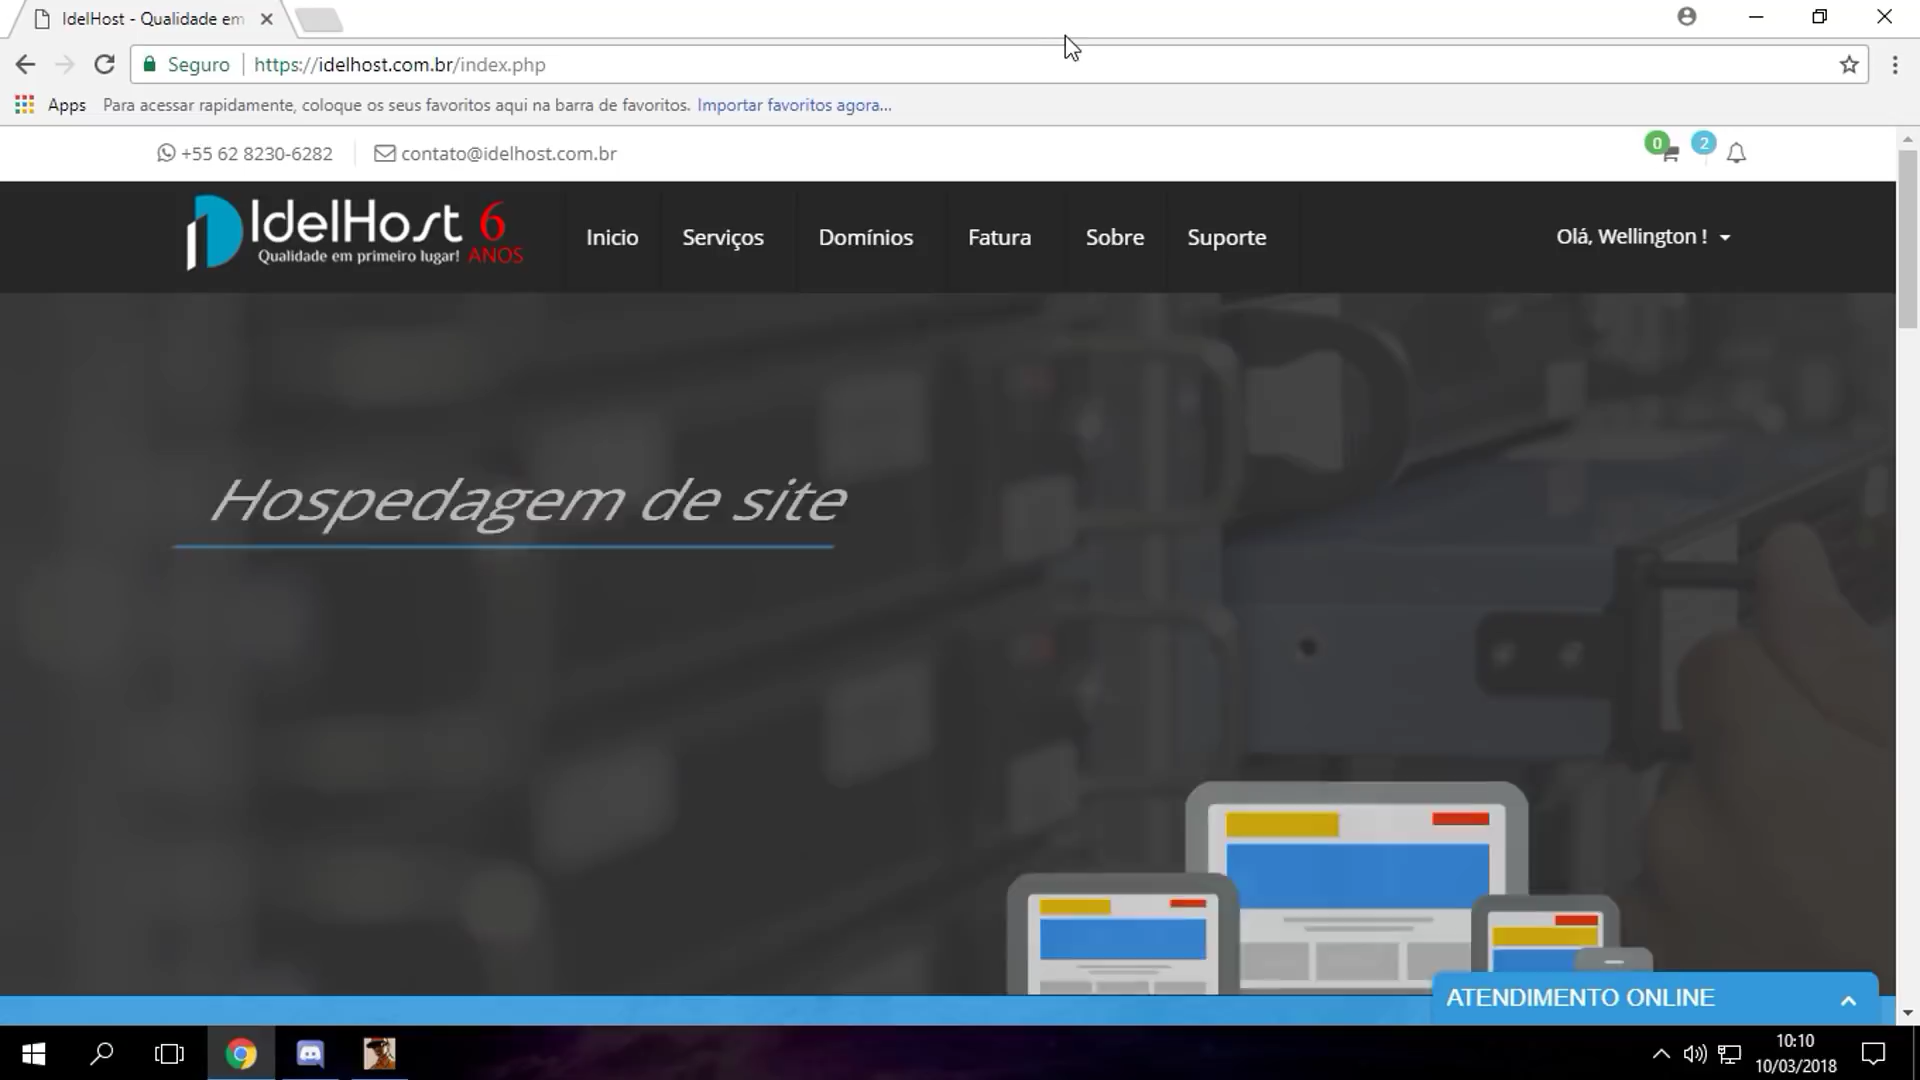 IdelHost - Qualidade em
Seguro
https://idelhost.com.br/index.php
Apps Para acessar rapidamente, coloque os seus favoritos aqui na barra de favoritos. Importar favoritos agora...
+55 62 8230-6282 contato@idelhost.com.br
0 2
IdelHost 6 ANOS
Qualidade em primeiro lugar!
Inicio Serviços Domínios Fatura Sobre Suporte
Olá, Wellington !
Hospedagem de site
ATENDIMENTO ONLINE
10:10
10/03/2018